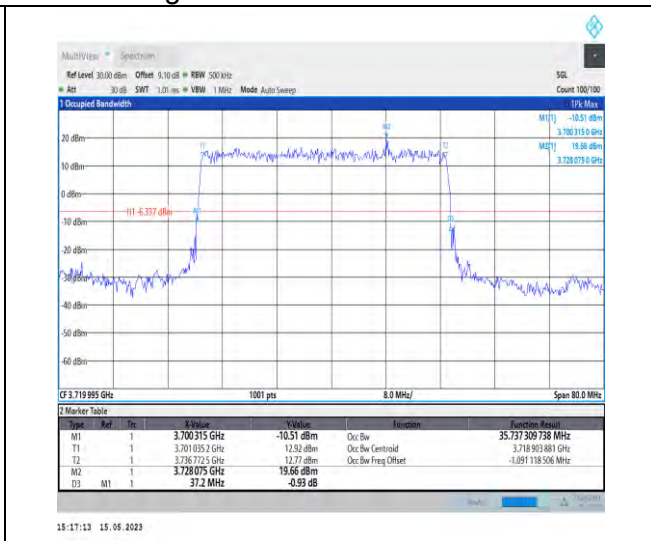 MultiView Spectrum
Ref Level 30.00 dBm Offset 9.10 dB RBW 500 kHz SGL
Att 30 dB SWT 1.01 ms VBW 1 MHz Mode Auto Sweep Count 100/100
1 Occupied Bandwidth 1Pk Max
M1[1] -10.51 dBm
3.700 315 0 GHz
M2[1] 19.66 dBm
3.728 075 0 GHz
M2
T1 T2
20 dBm
10 dBm
0 dBm
H1 -6.337 dBm
M1
D3
-10 dBm
-20 dBm
-30 dBm
-40 dBm
-50 dBm
-60 dBm
CF 3.719 995 GHz 1001 pts 8.0 MHz/ Span 80.0 MHz
2 Marker Table
Type Ref Trc X-Value Y-Value Function Function Result
M1 1 3.700315 GHz -10.51 dBm Occ Bw 35.737 309 738 MHz
T1 1 3.701 035 2 GHz 12.92 dBm Occ Bw Centroid 3.718 903 881 GHz
T2 1 3.736 772 5 GHz 12.77 dBm Occ Bw Freq Offset -1.091 118 506 MHz
M2 1 3.728 075 GHz 19.66 dBm
D3 M1 1 37.2 MHz -0.93 dB
15:17:13 15.05.2023